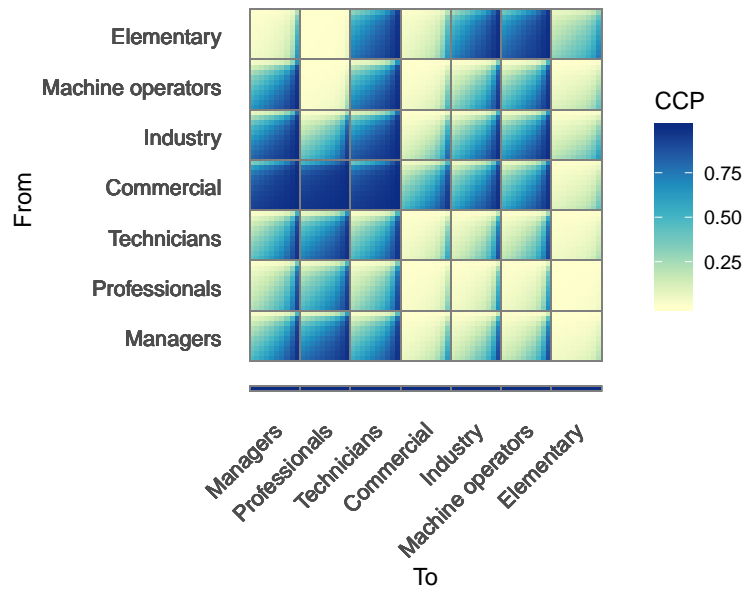 Elementary
Machine operators
Industry
Commercial
Technicians
Professionals
Managers
From
CCP
0.75
0.50
0.25
Managers
Professionals
Technicians
Commercial
Industry
Machine operators
Elementary
To